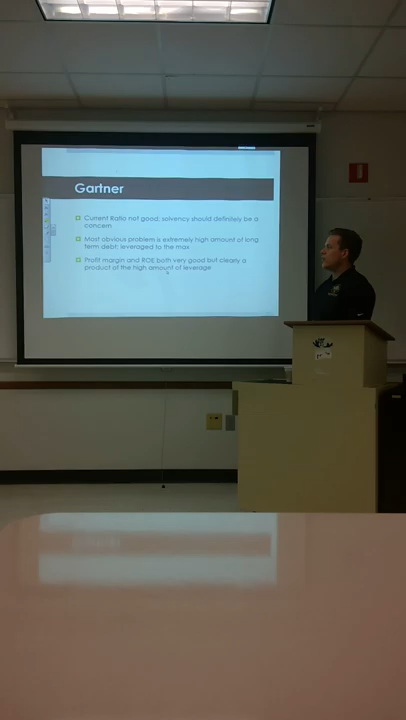 Gartner
Current Ratio not good; solvency should definitely be a
concern
Most obvious problem is extremely high amount of long
term debt; leveraged to the max
Profit margin and ROE both very good but clearly a
product of the high amount of leverage